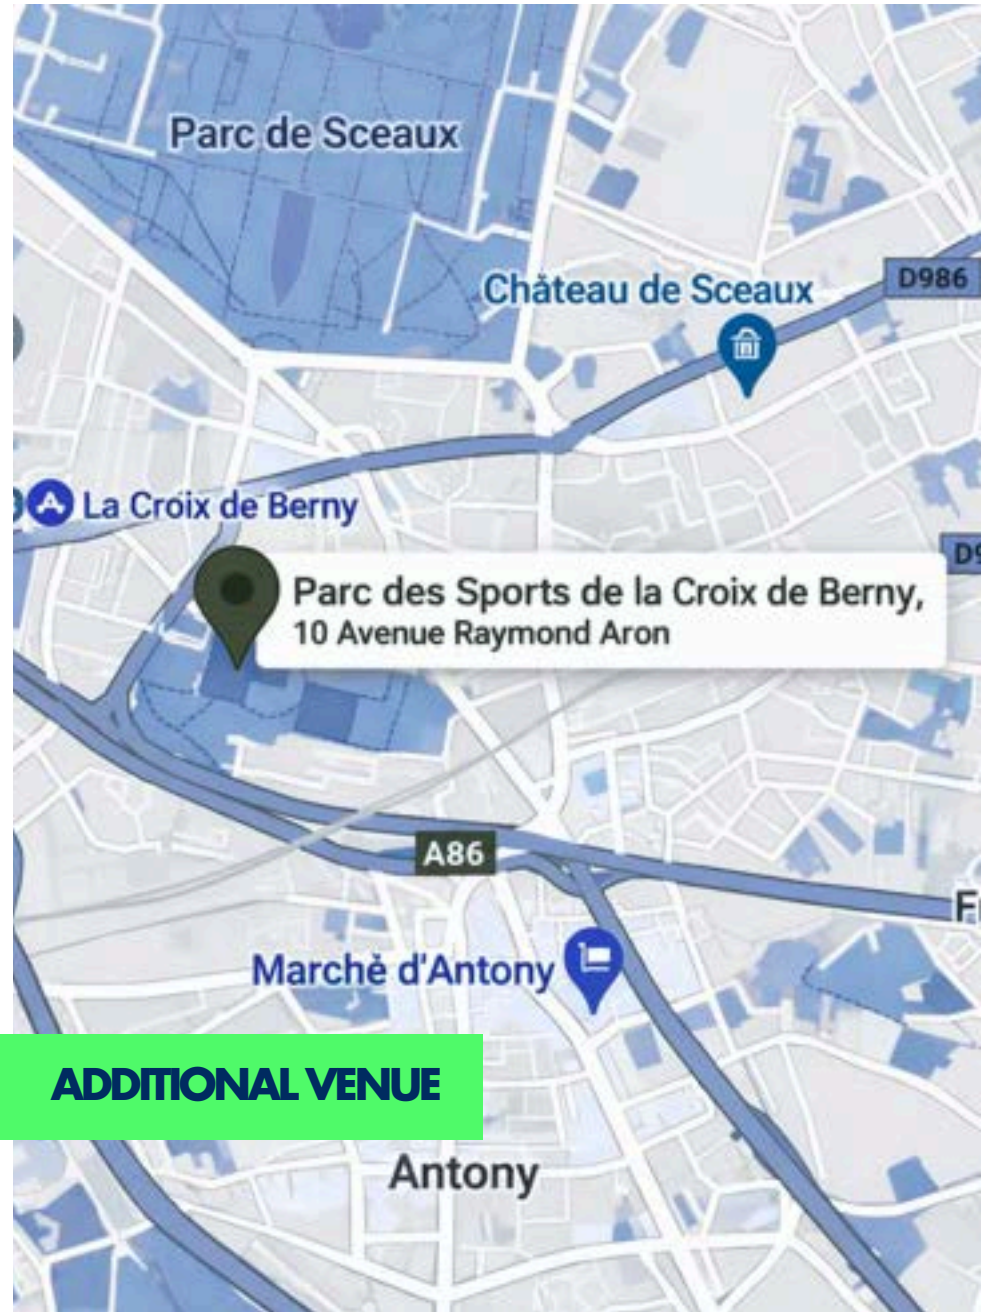 Parc de Sceaux
Château de Sceaux
D986
La Croix de Berny
Parc des Sports de la Croix de Berny,
10 Avenue Raymond Aron
A86
Marchė d'Antony
ADDITIONAL VENUE
Antony